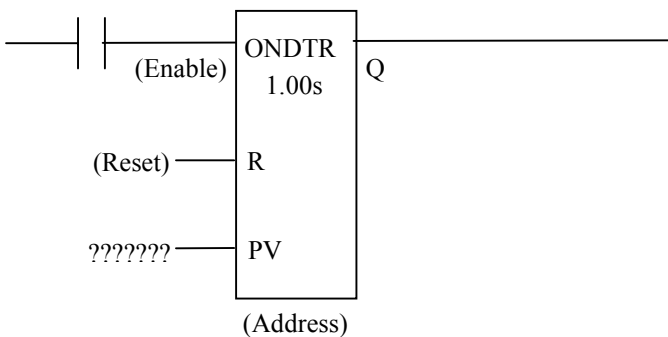 ONDTR
(Enable)
Q
1.00s
(Reset)
R
???????
PV
(Address)